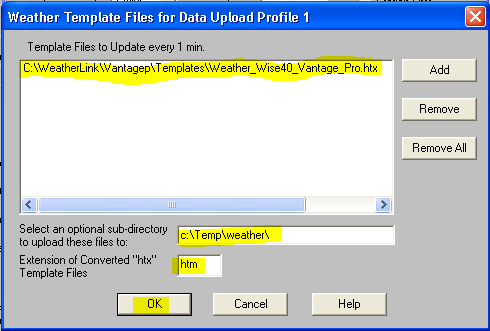 Weather Template Files for Data Upload Profile 1
Template Files to Update every 1 min.
C:\WeatherLink\Vantagep\Templates\Weather_Wise40_Vantage_Pro.htx
Add
Remove
Remove All
Select an optional sub-directory
to upload these files to:
c:\Temp\weather\
Extension of Converted "htx"
Template Files
htm
OK
Cancel
Help